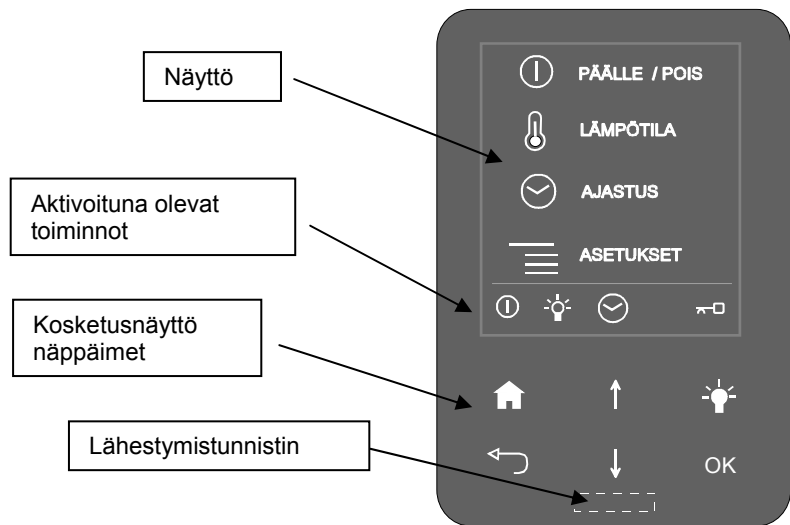 Näyttö
Aktivoituna olevat
toiminnot
Kosketusnäyttö
näppäimet
Lähestymistunnistin
PÄÄLLE / POIS
LÄMPÖTILA
AJASTUS
ASETUKSET
OK